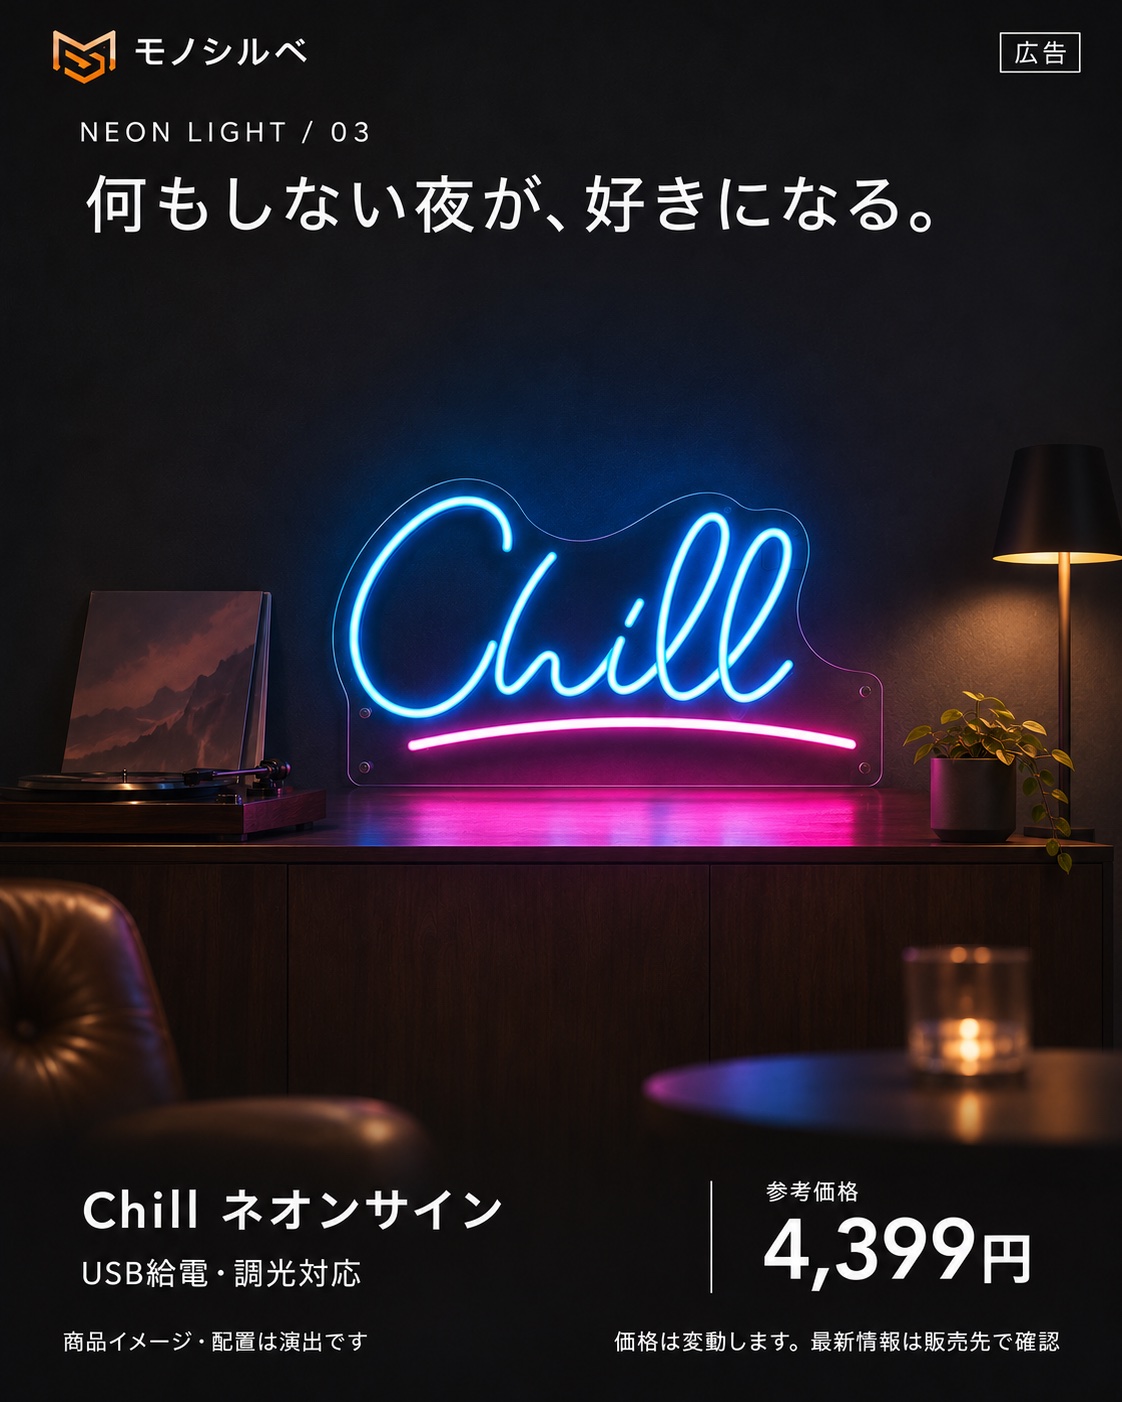 モノシルベ
広告
NEON LIGHT / 03
何もしない夜が、好きになる。
Chill
Chill ネオンサイン
USB給電・調光対応
参考価格
4,399円
商品イメージ・配置は演出です
価格は変動します。最新情報は販売先で確認